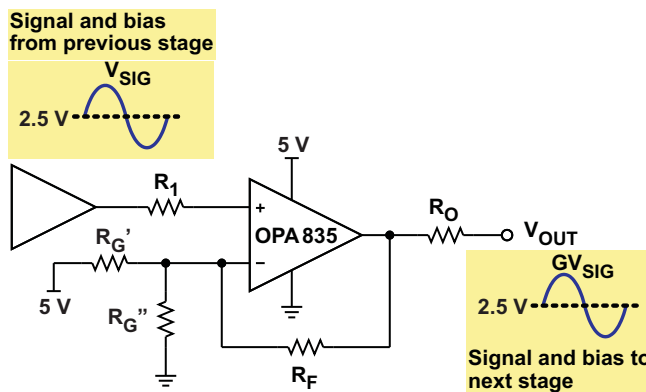 Signal and bias
from previous stage
VSIG
2.5 V
5 V
R1
+
OPA835
−
RO
VOUT
RG'
5 V
RG"
RF
GVSIG
2.5 V
Signal and bias to
next stage